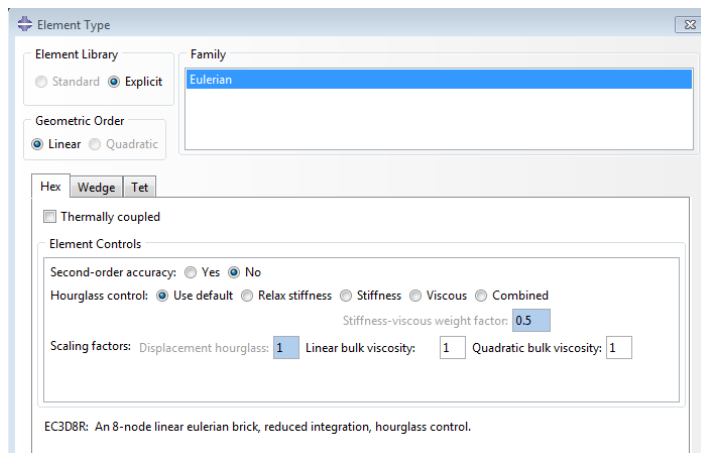 Element Type
Element Library
Family
Standard Explicit
Eulerian
Geometric Order
Linear Quadratic
Hex Wedge Tet
Thermally coupled
Element Controls
Second-order accuracy: Yes No
Hourglass control: Use default Relax stiffness Stiffness Viscous Combined
Stiffness-viscous weight factor: 0.5
Scaling factors: Displacement hourglass: 1 Linear bulk viscosity: 1 Quadratic bulk viscosity: 1
EC3D8R: An 8-node linear eulerian brick, reduced integration, hourglass control.